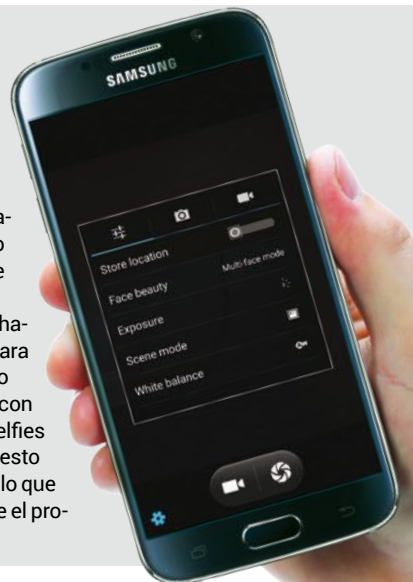 SAMSUNG
Store location
Face beauty
Multi-face mode
Exposure
Scene mode
White balance
a-
o
e
ha-
ara
o
con
elfies
esto
lo que
e el pro-